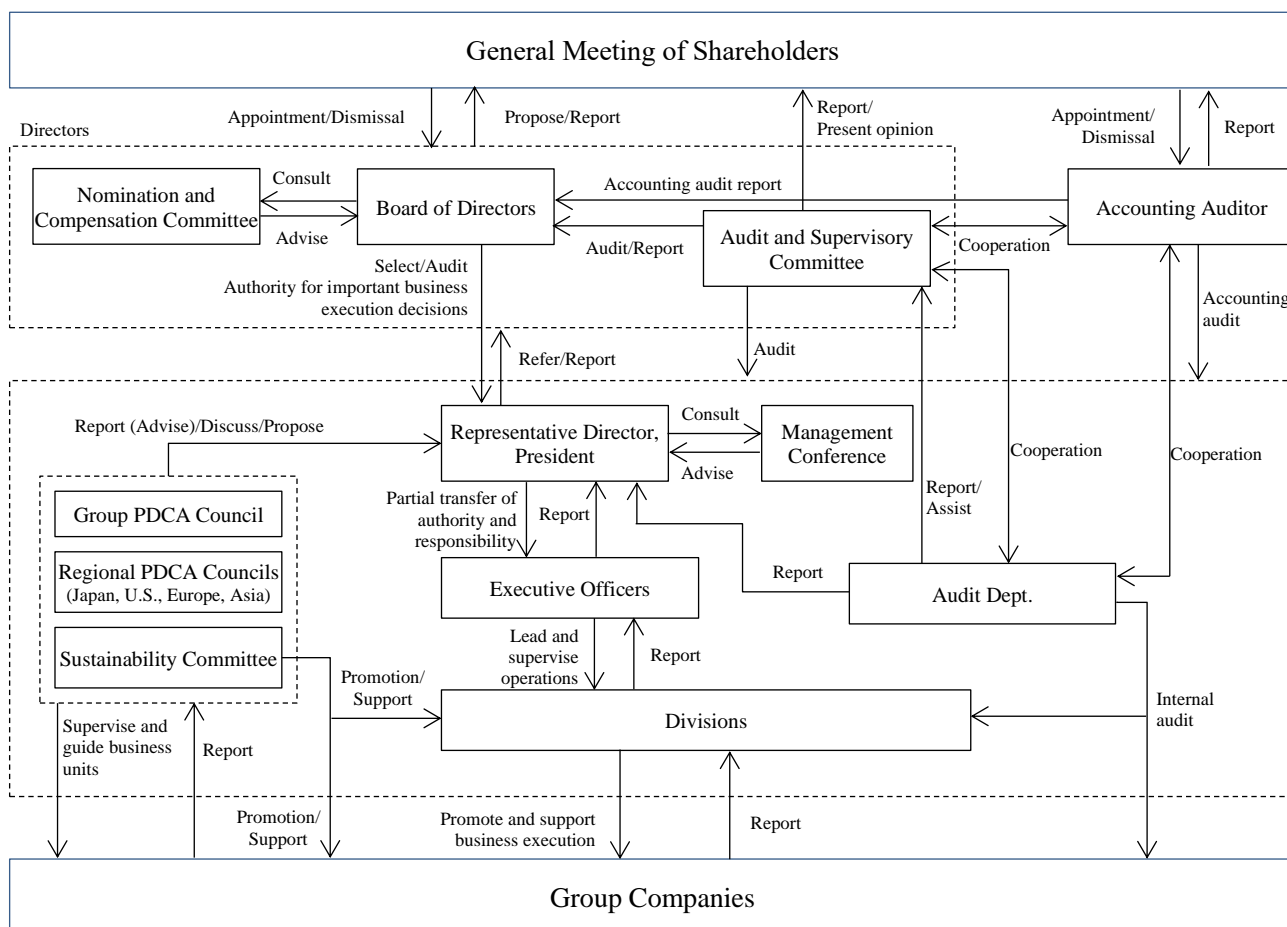 General Meeting of Shareholders
Appointment/Dismissal
Propose/Report
Report/
Present opinion
Appointment/
Dismissal
Report
Directors
Nomination and
Compensation Committee
Consult
Advise
Board of Directors
Accounting audit report
Audit/Report
Audit and Supervisory
Committee
Cooperation
Accounting Auditor
Select/Audit
Authority for important business
execution decisions
Accounting
audit
Refer/Report
Audit
Report (Advise)/Discuss/Propose
Representative Director,
President
Consult
Advise
Management
Conference
Cooperation
Cooperation
Group PDCA Council
Partial transfer of
authority and
responsibility
Report
Report/
Assist
Regional PDCA Councils
(Japan, U.S., Europe, Asia)
Executive Officers
Report
Audit Dept.
Sustainability Committee
Lead and
supervise
operations
Report
Promotion/
Support
Divisions
Internal
audit
Supervise and
guide business
units
Report
Promotion/
Support
Promote and support
business execution
Report
Group Companies